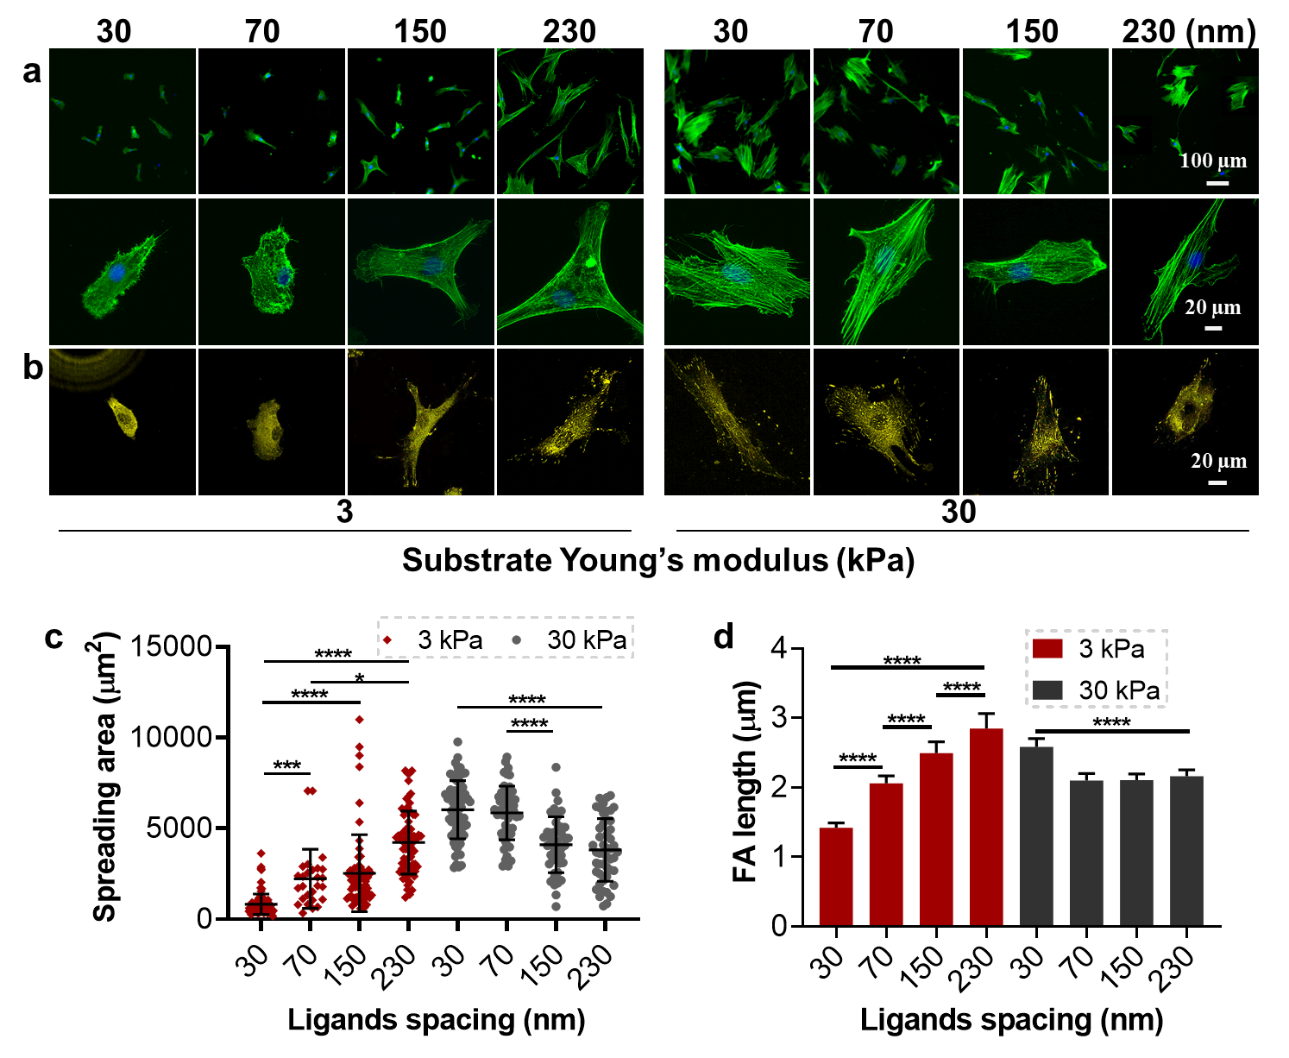 30 70 150 230 30 70 150 230 (nm)
a
100 µm
20 µm
b
20 µm
3 30
Substrate Young’s modulus (kPa)
c
3 kPa 30 kPa
Spreading area (µm²)
15000
10000
5000
0
****
*
****
***
****
****
30 70 150 230 30 70 150 230
Ligands spacing (nm)
d
3 kPa
30 kPa
FA length (µm)
4
3
2
1
0
****
****
****
****
****
30 70 150 230 30 70 150 230
Ligands spacing (nm)